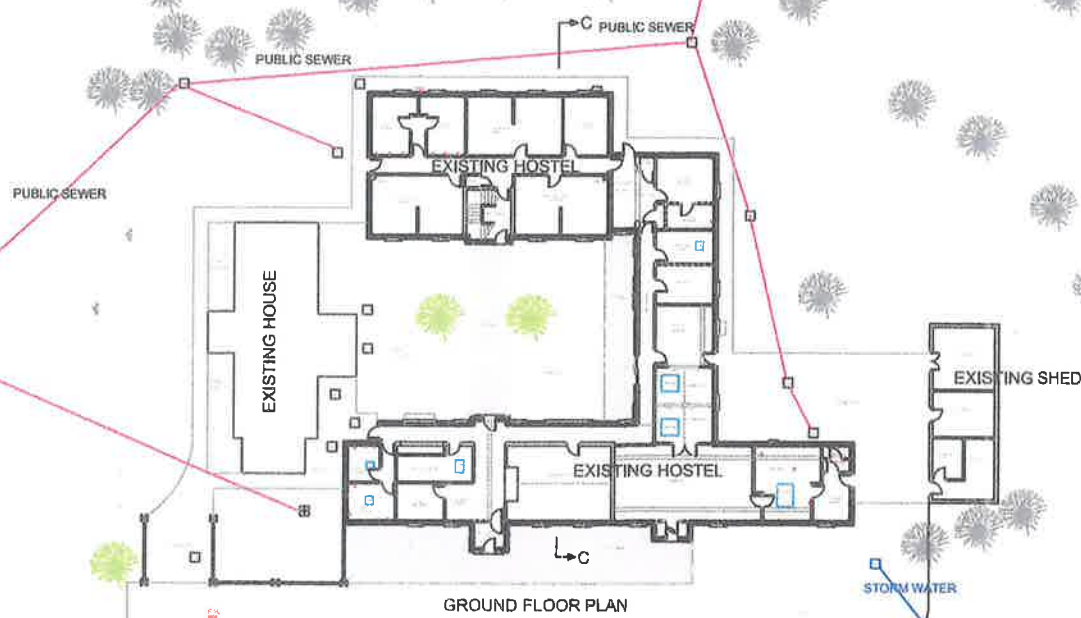 C
PUBLIC SEWER
PUBLIC SEWER
EXISTING HOSTEL
PUBLIC SEWER
EXISTING HOUSE
EXISTING SHED
EXISTING HOSTEL
C
STORM WATER
GROUND FLOOR PLAN